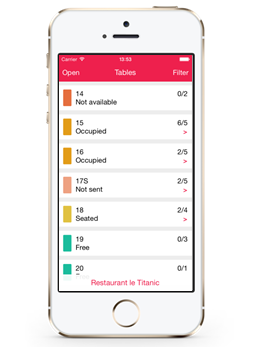 Carrier 12:53
Open Tables Filter
14 0/2
Not available
15 6/5
Occupied >
16 2/5
Occupied >
17S 2/5
Not sent >
18 2/4
Seated >
19 0/3
Free
20 0/1
Restaurant le Titanic